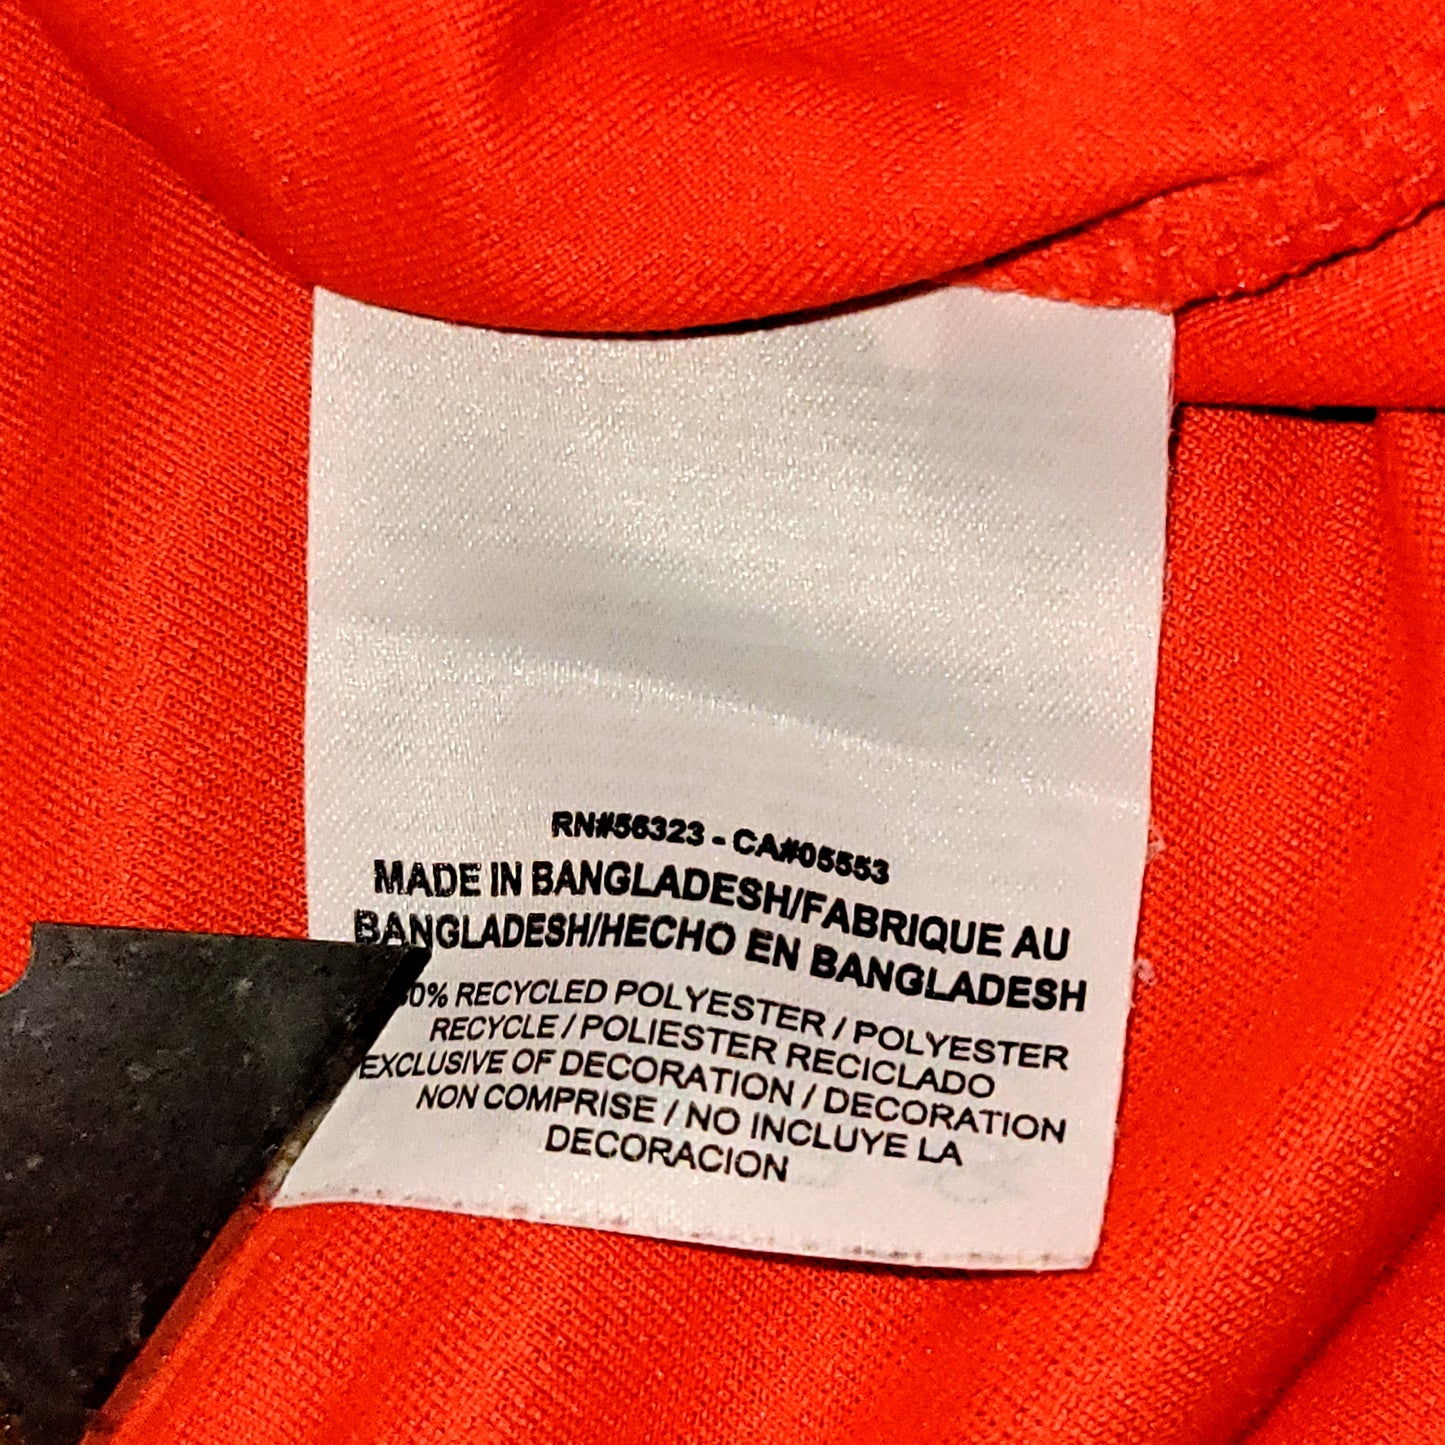 RN#56323 - CA#05553
MADE IN BANGLADESH/FABRIQUE AU
BANGLADESH/HECHO EN BANGLADESH
RECYCLED POLYESTER / POLYESTER
RECYCLE / POLIESTER RECICLADO
EXCLUSIVE OF DECORATION / DECORATION
NON COMPRISE / NO INCLUYE LA
DECORACION